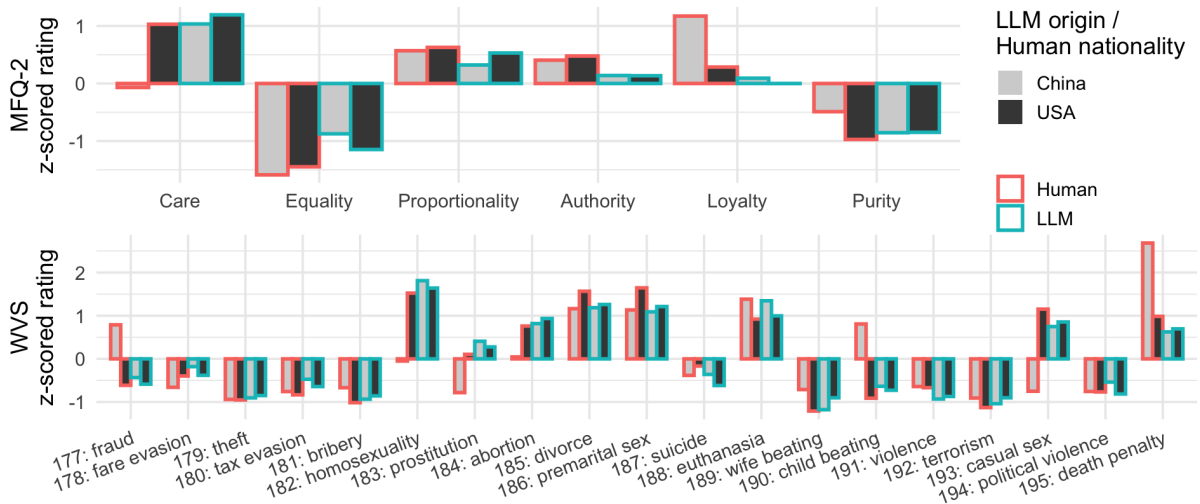 MFQ-2
z-scored rating
1
0
-1
Care
Equality
Proportionality
Authority
Loyalty
Purity
LLM origin /
Human nationality
China
USA
Human
LLM
WVS
z-scored rating
2
1
0
-1
177: fraud
178: fare evasion
179: theft
180: tax evasion
181: bribery
182: homosexuality
183: prostitution
184: abortion
185: divorce
186: premarital sex
187: suicide
188: euthanasia
189: wife beating
190: child beating
191: violence
192: terrorism
193: casual sex
194: political violence
195: death penalty